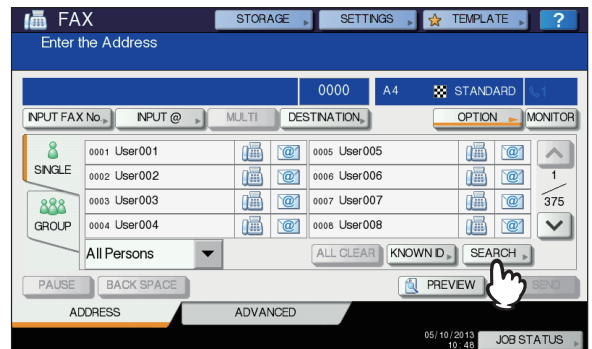 FAX STORAGE SETTINGS TEMPLATE ?
Enter the Address
0000 A4 STANDARD 1
INPUT FAX No. INPUT @ MULTI DESTINATION OPTION MONITOR
SINGLE
GROUP
0001 User001 @ 0005 User005 @
0002 User002 @ 0006 User006 @
0003 User003 @ 0007 User007 @
0004 User004 @ 0008 User008 @
1
375
All Persons ALL CLEAR KNOWN ID SEARCH
PAUSE BACK SPACE PREVIEW SEND
ADDRESS ADVANCED
05/10/2013
10:48
JOB STATUS